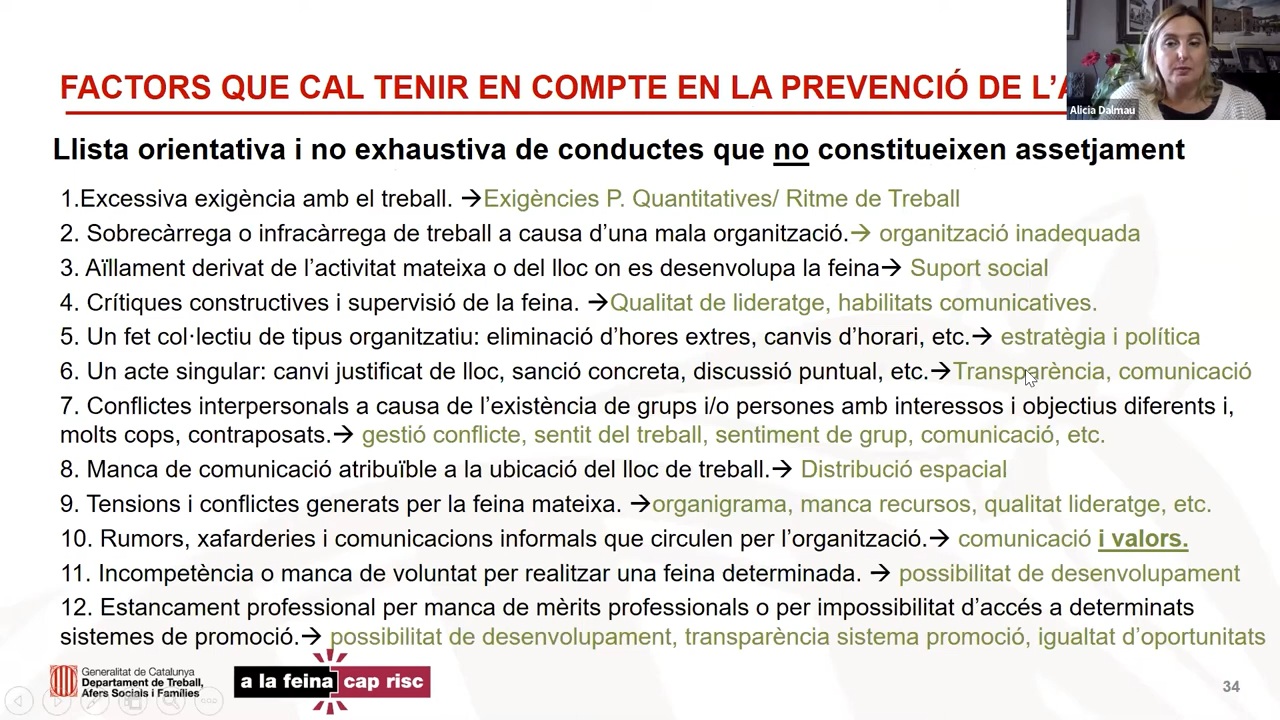 FACTORS QUE CAL TENIR EN COMPTE EN LA PREVENCIÓ DE L'A
Alicia Dalmau
Llista orientativa i no exhaustiva de conductes que no constitueixen assetjament
1.Excessiva exigència amb el treball. →Exigències P. Quantitatives/ Ritme de Treball
2. Sobrecàrrega o infracàrrega de treball a causa d'una mala organització.→ organització inadequada
3. Aïllament derivat de l'activitat mateixa o del lloc on es desenvolupa la feina→ Suport social
4. Crítiques constructives i supervisió de la feina. →Qualitat de lideratge, habilitats comunicatives.
5. Un fet col·lectiu de tipus organitzatiu: eliminació d'hores extres, canvis d'horari, etc.→ estratègia i política
6. Un acte singular: canvi justificat de lloc, sanció concreta, discussió puntual, etc.→Transparència, comunicació
7. Conflictes interpersonals a causa de l'existència de grups i/o persones amb interessos i objectius diferents i,
molts cops, contraposats.→ gestió conflicte, sentit del treball, sentiment de grup, comunicació, etc.
8. Manca de comunicació atribuïble a la ubicació del lloc de treball.→ Distribució espacial
9. Tensions i conflictes generats per la feina mateixa. →organigrama, manca recursos, qualitat lideratge, etc.
10. Rumors, xafarderies i comunicacions informals que circulen per l'organització.→ comunicació i valors.
11. Incompetència o manca de voluntat per realitzar una feina determinada. → possibilitat de desenvolupament
12. Estancament professional per manca de mèrits professionals o per impossibilitat d'accés a determinats
sistemes de promoció.→ possibilitat de desenvolupament, transparència sistema promoció, igualtat d'oportunitats
Generalitat de Catalunya
Departament de Treball,
Afers Socials i Famílies
a la feina cap risc
34